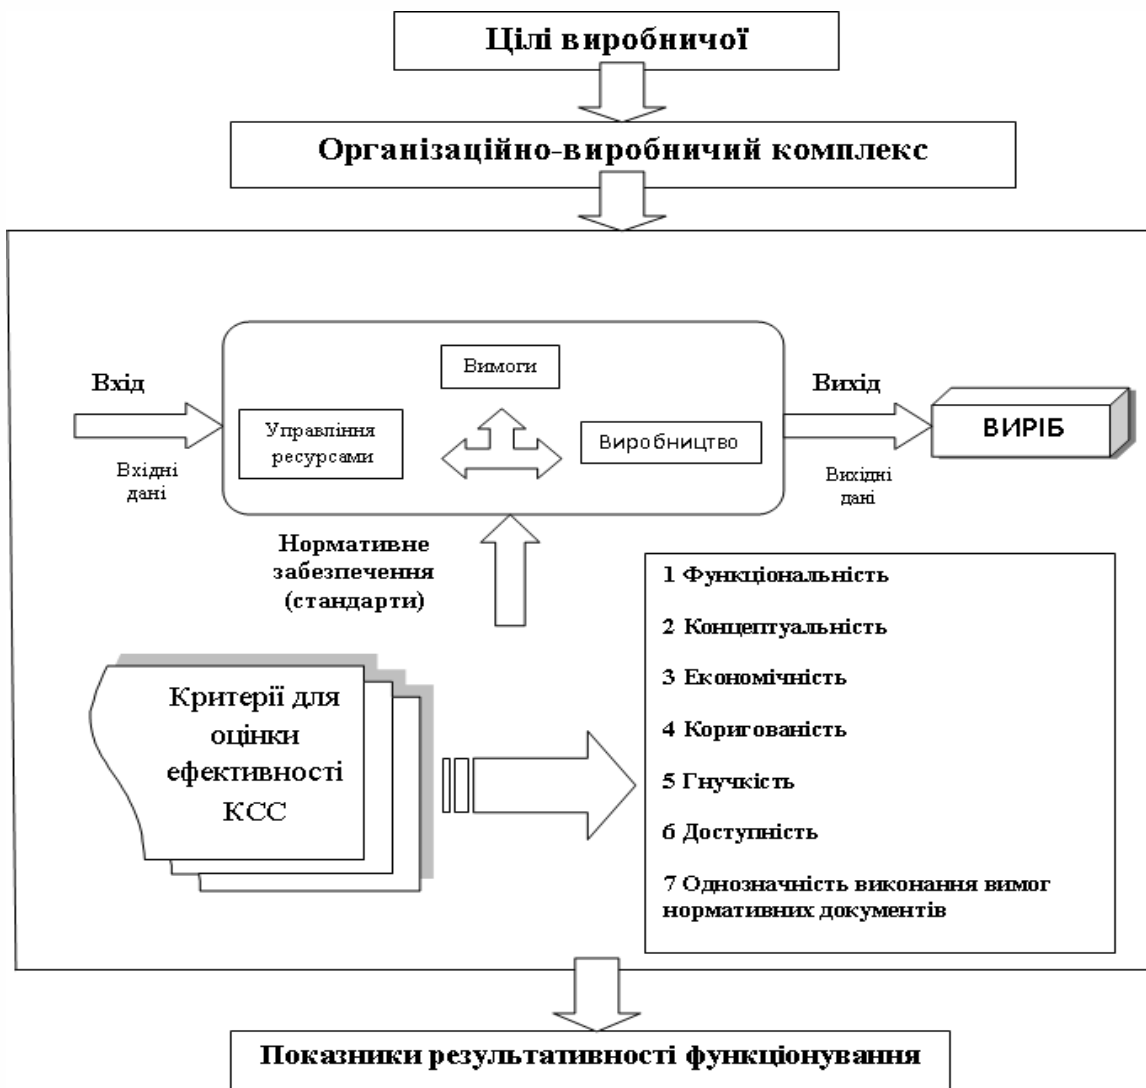 Цілі виробничої
Організаційно-виробничий комплекс
Вимоги
Вхід
Вихід
Управління
ресурсами
Виробництво
ВИРІБ
Вхідні
дані
Вихідні
дані
Нормативне
забезпечення
(стандарти)
Критерії для
оцінки
ефективності
КСС
1 Функціональність
2 Концептуальність
3 Економічність
4 Коригованість
5 Гнучкість
6 Доступність
7 Однозначність виконання вимог
нормативних документів
Показники результативності функціонування